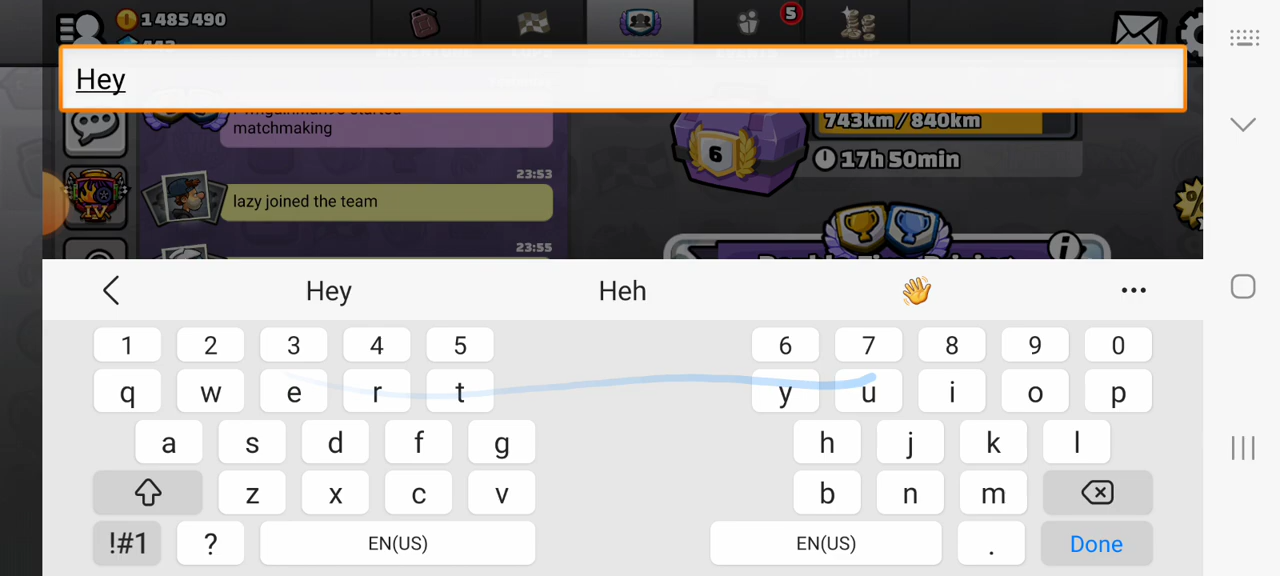 1 485 490
5
Hey
matchmaking
23:53
lazy joined the team
23:55
743km/840km
6
17h 50min
IV
i
%
Hey Heh 👋 ...
1 2 3 4 5 6 7 8 9 0
q w e r t y u i o p
a s d f g h j k l
z x c v b n m
!#1 ? EN(US) EN(US) . Done